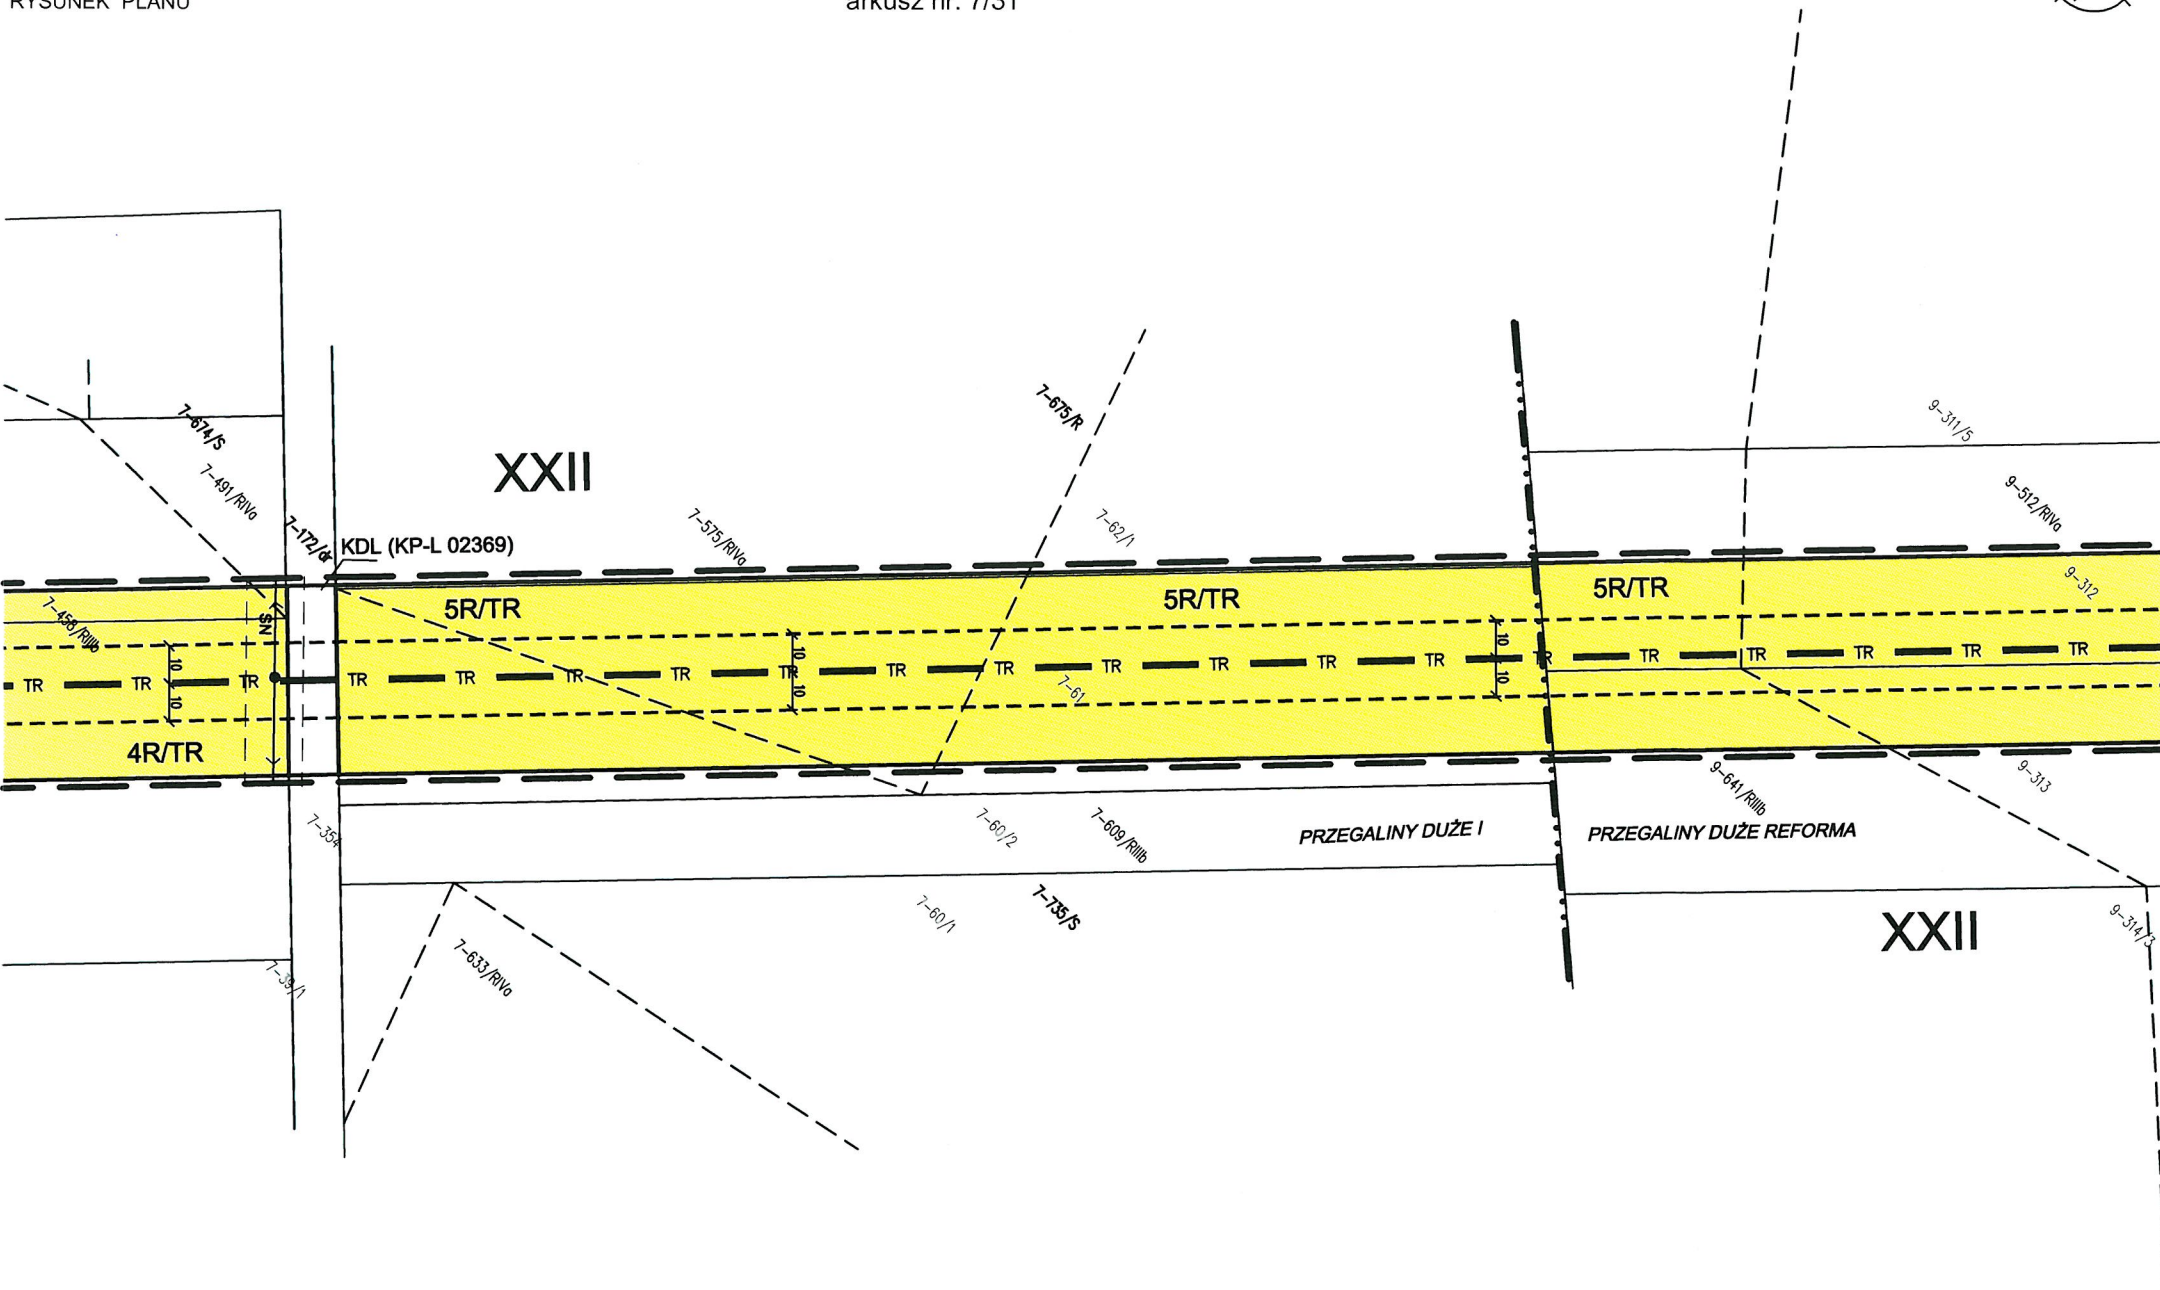 RYSUNEK PLANU
arkusz nr. 7/31
7-674/S
7-675/R
9-311/5
7-491/RIVa
XXII
9-512/RIVa
7-172/dr
KDL (KP-L 02369)
7-575/RIVa
7-62/1
7-458/RIIIb
SN
5R/TR
5R/TR
5R/TR
9-312
10
10
10
TR TR TR TR TR TR TR TR TR TR TR TR TR TR TR TR TR TR TR TR
10
10
10
7-61
4R/TR
7-354
7-60/2
7-609/RIIIb
PRZEGALINY DUŻE I
PRZEGALINY DUŻE REFORMA
9-641/RIIIb
9-313
7-60/1
7-735/S
XXII
9-314/3
7-39/1
7-633/RIVa